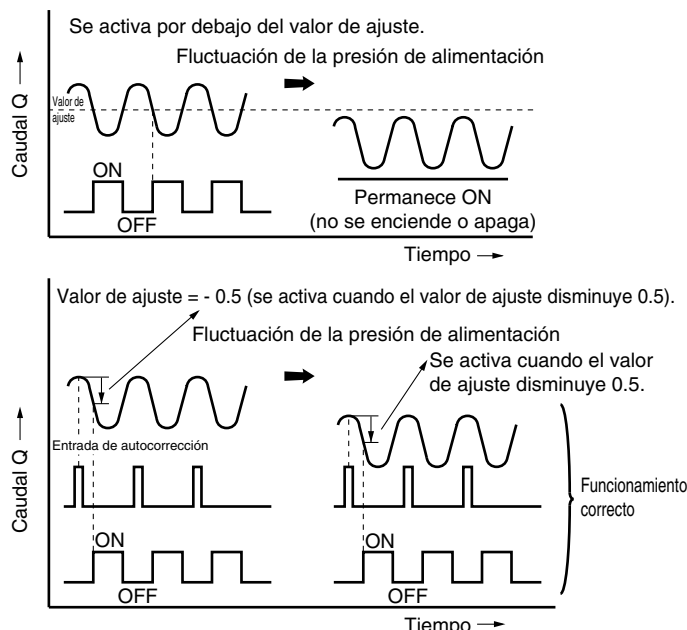 Se activa por debajo del valor de ajuste.
Fluctuación de la presión de alimentación
Caudal Q →
Valor de
ajuste
ON
OFF
Permanece ON
(no se enciende o apaga)
Tiempo →
Valor de ajuste = - 0.5 (se activa cuando el valor de ajuste disminuye 0.5).
Fluctuación de la presión de alimentación
Se activa cuando el valor
de ajuste disminuye 0.5.
Caudal Q →
Entrada de autocorrección
ON
OFF
ON
OFF
Funcionamiento
correcto
Tiempo →